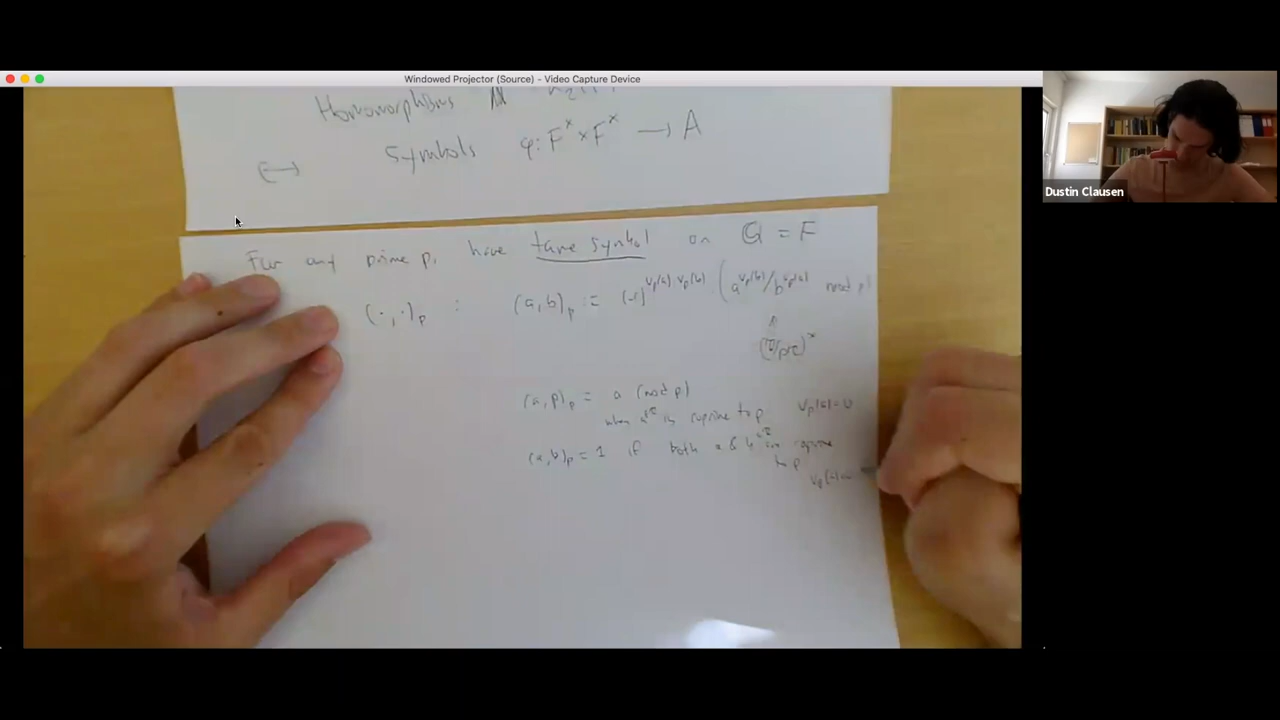 Windowed Projector (Source) - Video Capture Device
Homomorphisms
↔ Symbols φ: F^× × F^× → A
Dustin Clausen
For any prime p, have tame symbol on ℚ = F
(·,·)_p : (a,b)_p := (-1)^{v_p(a) v_p(b)} (a^{v_p(b)}/b^{v_p(a)} mod p)
(ℤ/pℤ)^×
(a,p)_p = a (mod p)
when a^{∈ℤ} is coprime to p v_p(a)=0
(a,b)_p = 1 if both a & b^{∈ℤ} are coprime
to p